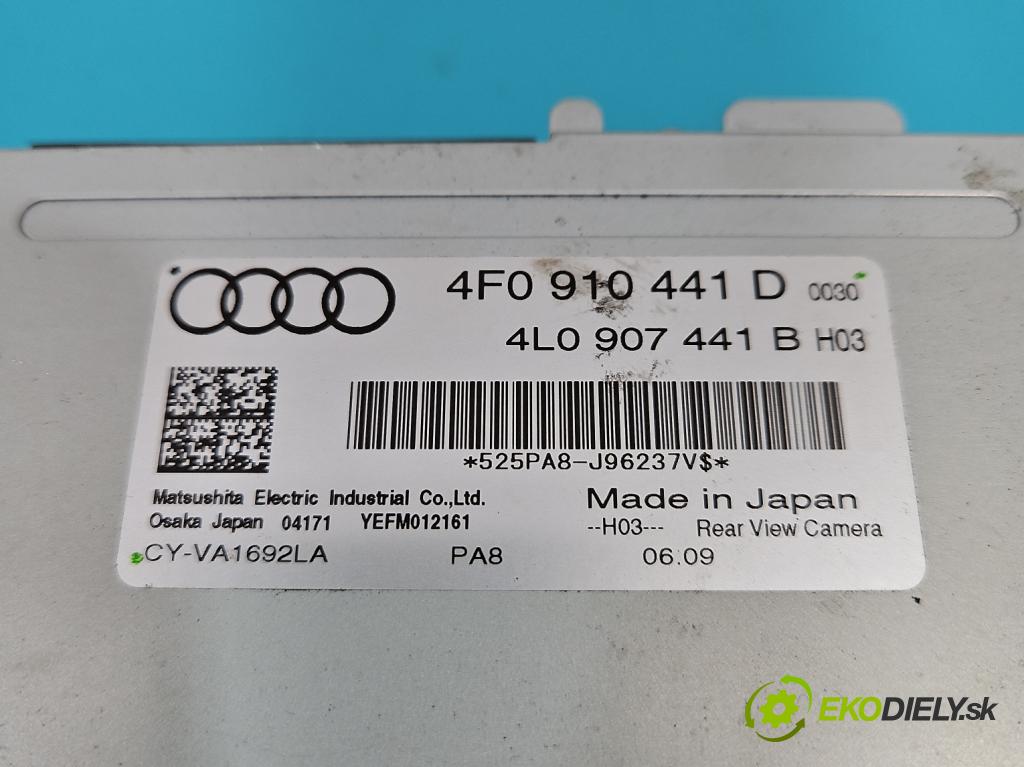 4F0 910 441 D 0030
4L0 907 441 B H03
*525PA8-J96237V$*
Matsushita Electric Industrial Co.,Ltd. Made in Japan
Osaka Japan 04171 YEFM012161 --H03--- Rear View Camera
CY-VA1692LA PA8 06.09
EKODIELY.sk